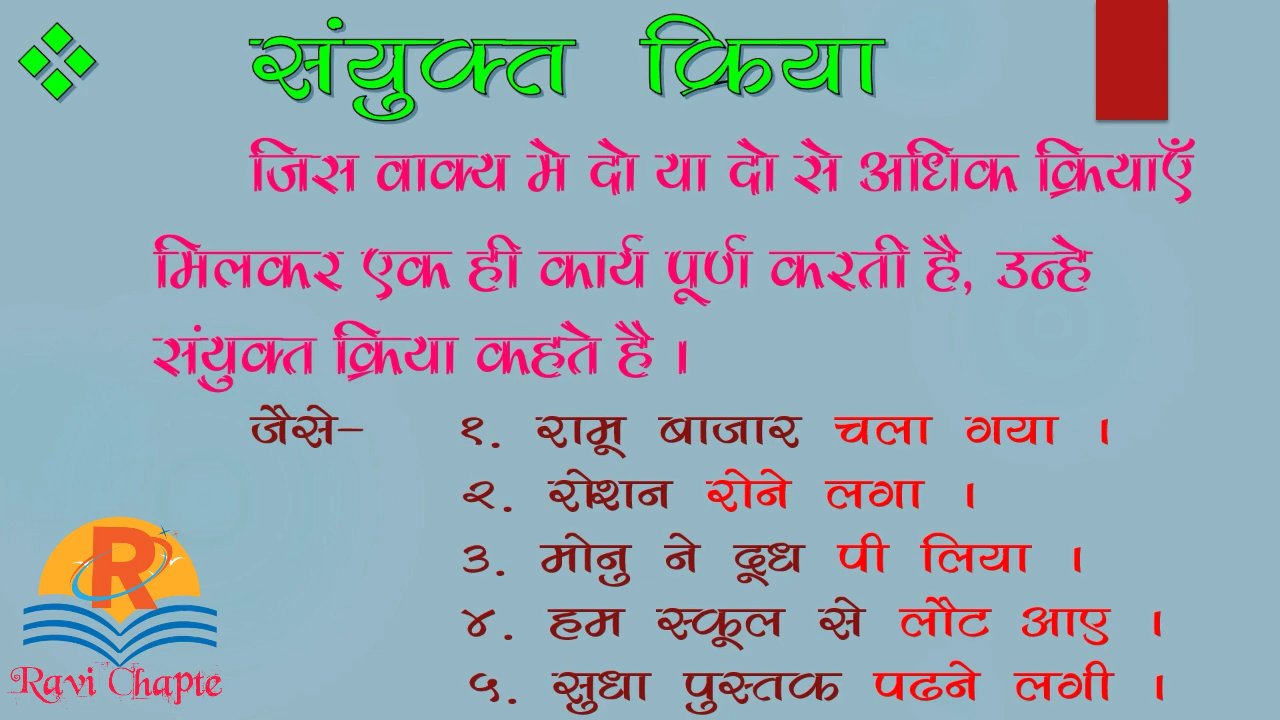 संयुक्त क्रिया
जिस वाक्य मे दो या दो से अधिक क्रियाएँ
मिलकर एक ही कार्य पूर्ण करती है, उन्हे
संयुक्त क्रिया कहते है ।
जैसे- १. रामू बाजार चला गया ।
२. रोशन रोने लगा ।
३. मोनु ने दूध पी लिया ।
४. हम स्कूल से लौट आए ।
५. सुधा पुस्तक पढने लगी ।
R
Ravi Chapte